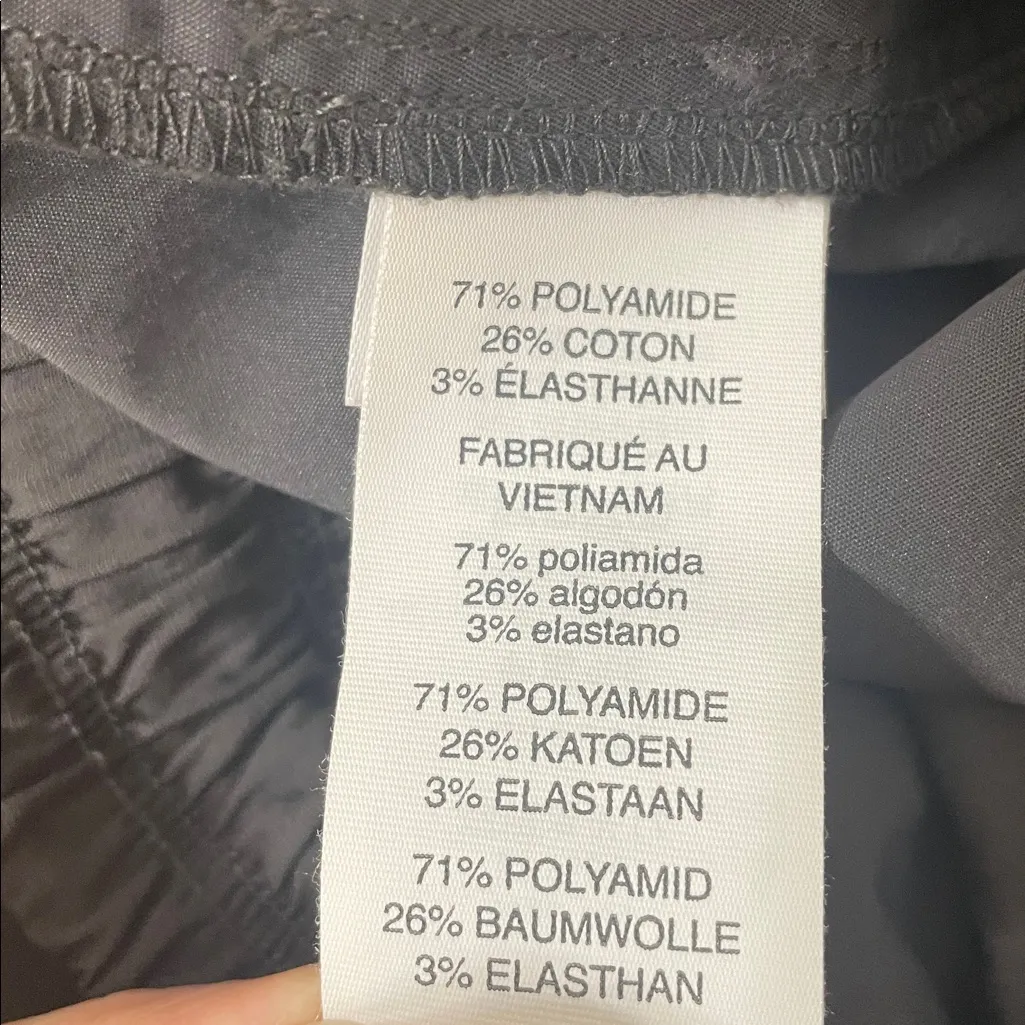 71% POLYAMIDE
26% COTON
3% ÉLASTHANNE
FABRIQUÉ AU
VIETNAM
71% poliamida
26% algodón
3% elastano
71% POLYAMIDE
26% KATOEN
3% ELASTAAN
71% POLYAMID
26% BAUMWOLLE
3% ELASTHAN